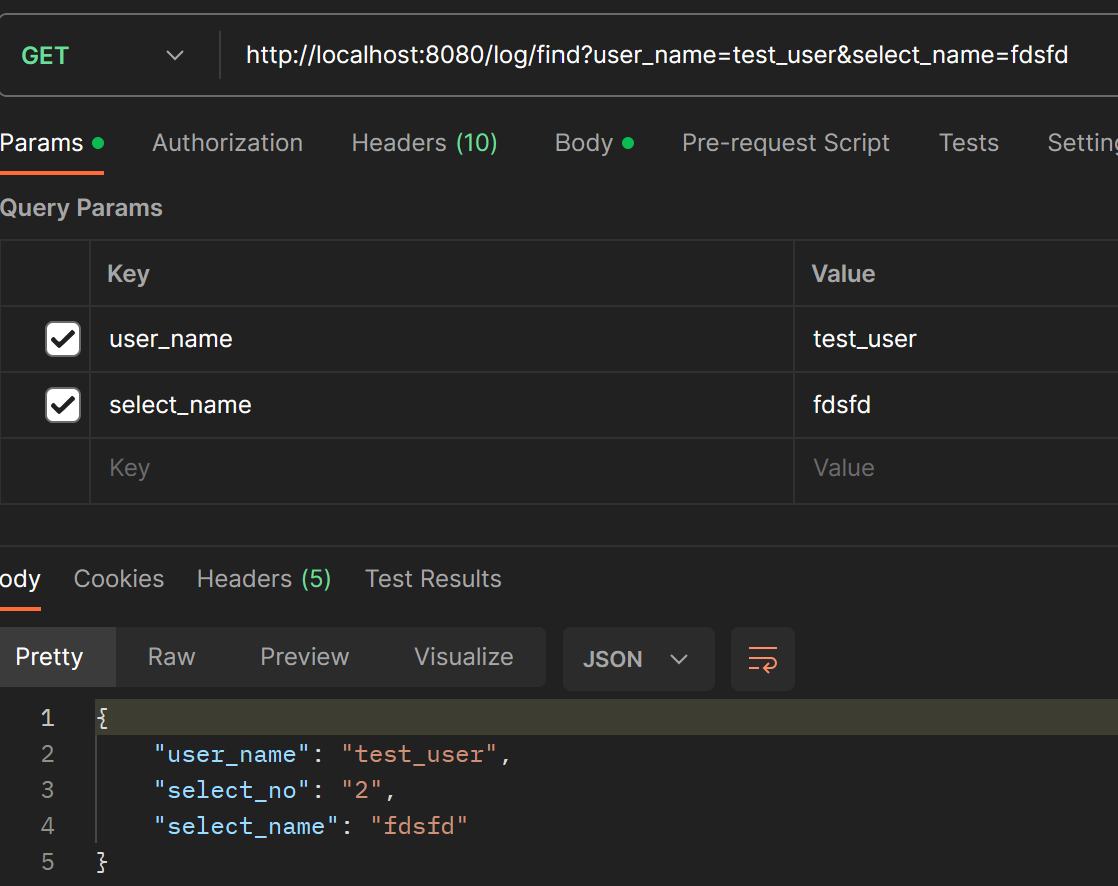 GET http://localhost:8080/log/find?user_name=test_user&select_name=fdsfd
Params Authorization Headers (10) Body Pre-request Script Tests Setting
Query Params
Key Value
user_name test_user
select_name fdsfd
Key Value
ody Cookies Headers (5) Test Results
Pretty Raw Preview Visualize JSON
1 {
2 "user_name": "test_user",
3 "select_no": "2",
4 "select_name": "fdsfd"
5 }